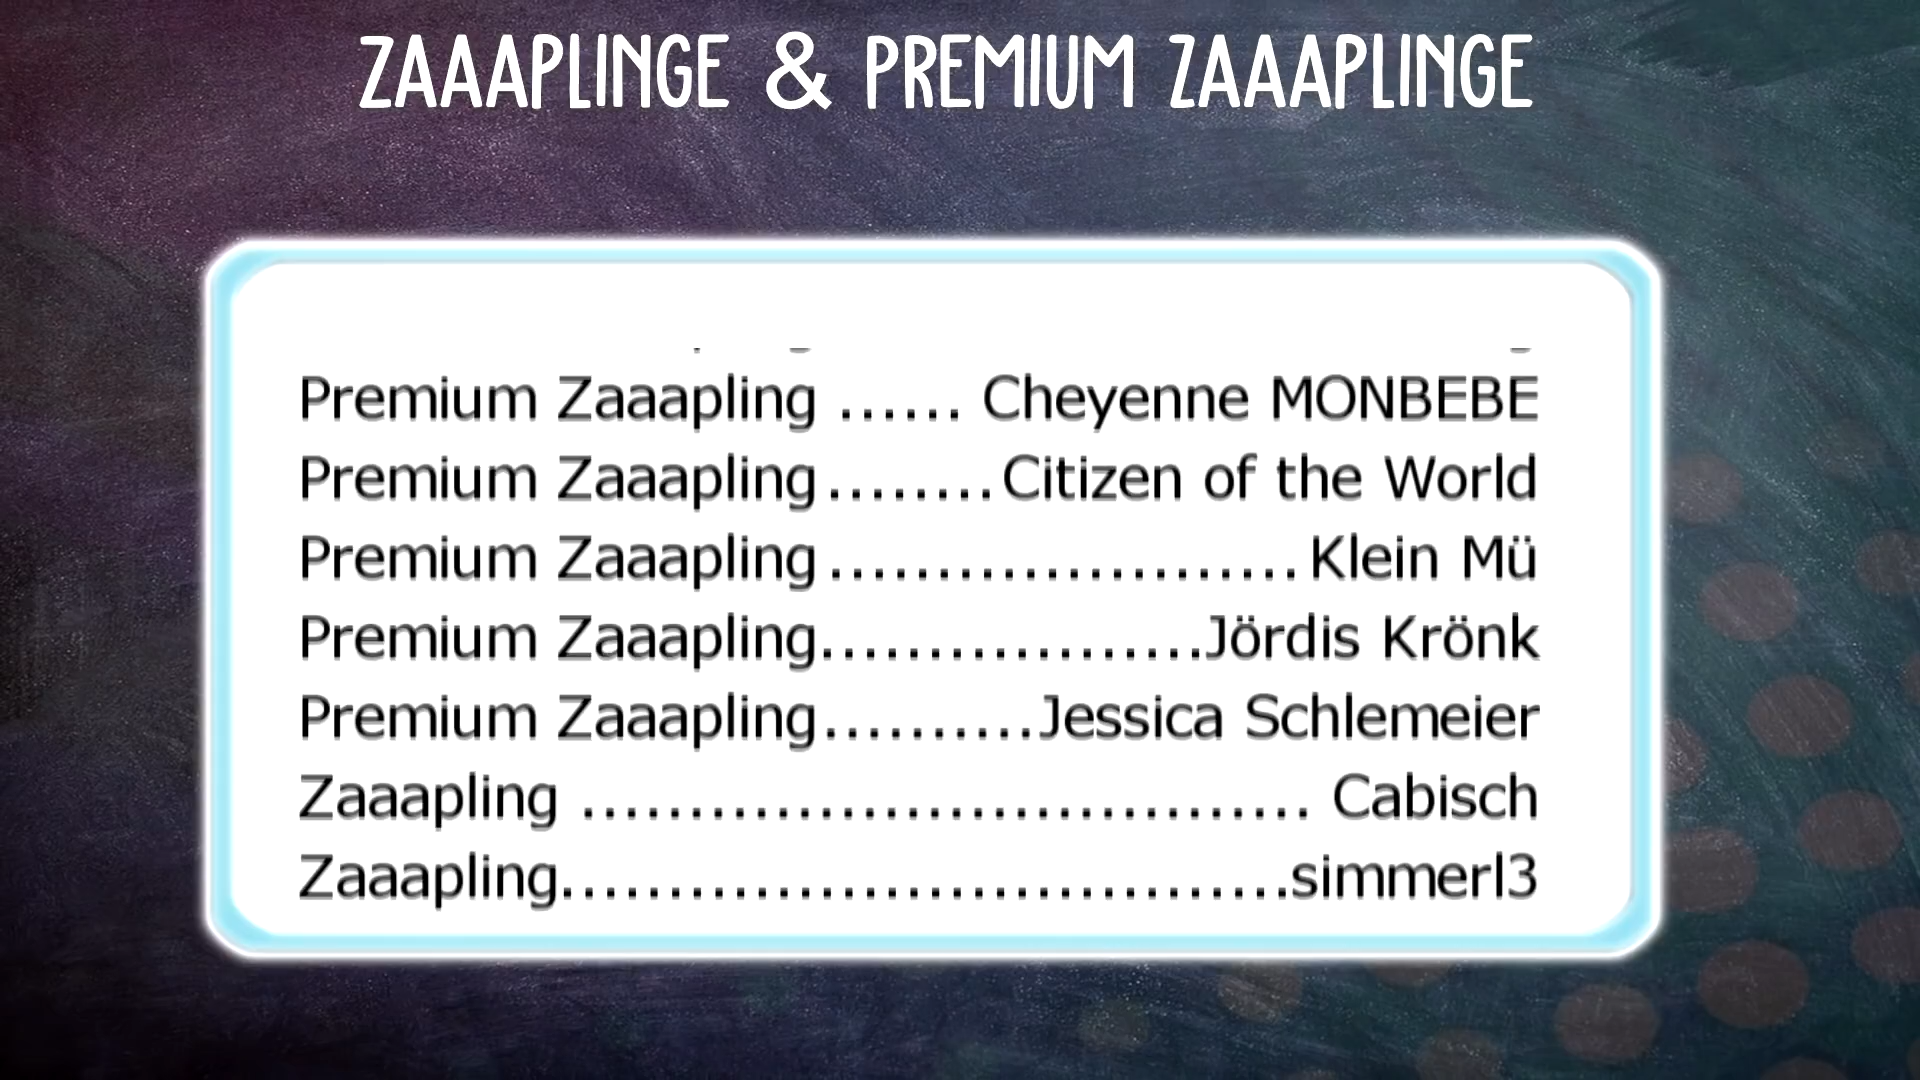 ZAAAPLINGE & PREMIUM ZAAAPLINGE
Premium Zaaapling ...... Cheyenne MONBEBE
Premium Zaaapling........Citizen of the World
Premium Zaaapling......................Klein Mü
Premium Zaaapling..................Jördis Krönk
Premium Zaaapling..........Jessica Schlemeier
Zaaapling .................................. Cabisch
Zaaapling..................................simmerl3